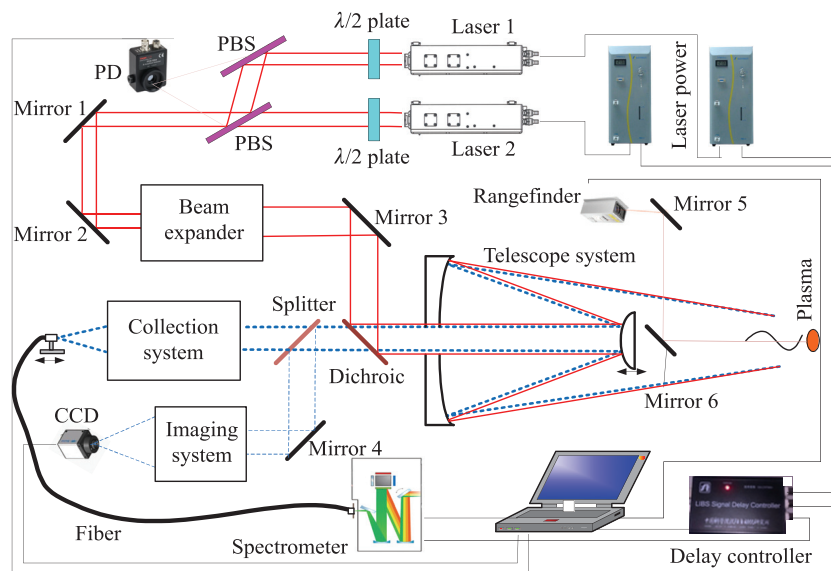 λ/2 plate
Laser 1
PBS
PD
Mirror 1
PBS
λ/2 plate
Laser 2
Laser power
Rangefinder
Mirror 5
Mirror 2
Beam
expander
Mirror 3
Telescope system
Plasma
Splitter
Collection
system
Dichroic
Mirror 6
CCD
Imaging
system
Mirror 4
Fiber
Spectrometer
LIBS Signal Delay Controller
Delay controller